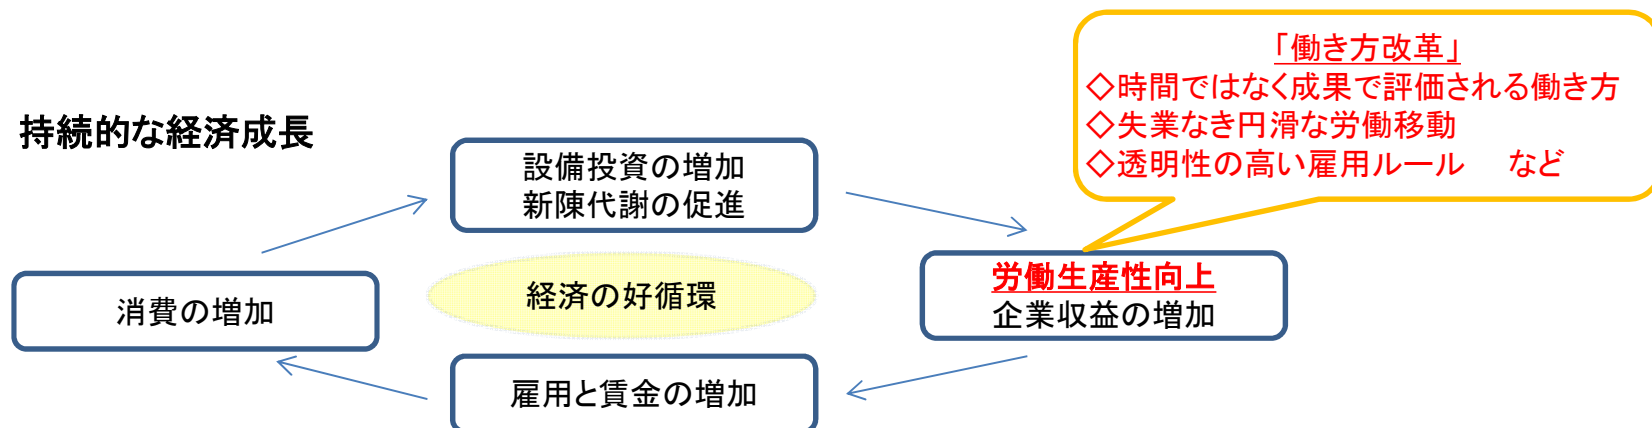 「働き方改革」
◇時間ではなく成果で評価される働き方
◇失業なき円滑な労働移動
◇透明性の高い雇用ルール　など
持続的な経済成長
設備投資の増加
新陳代謝の促進
労働生産性向上
企業収益の増加
経済の好循環
消費の増加
雇用と賃金の増加